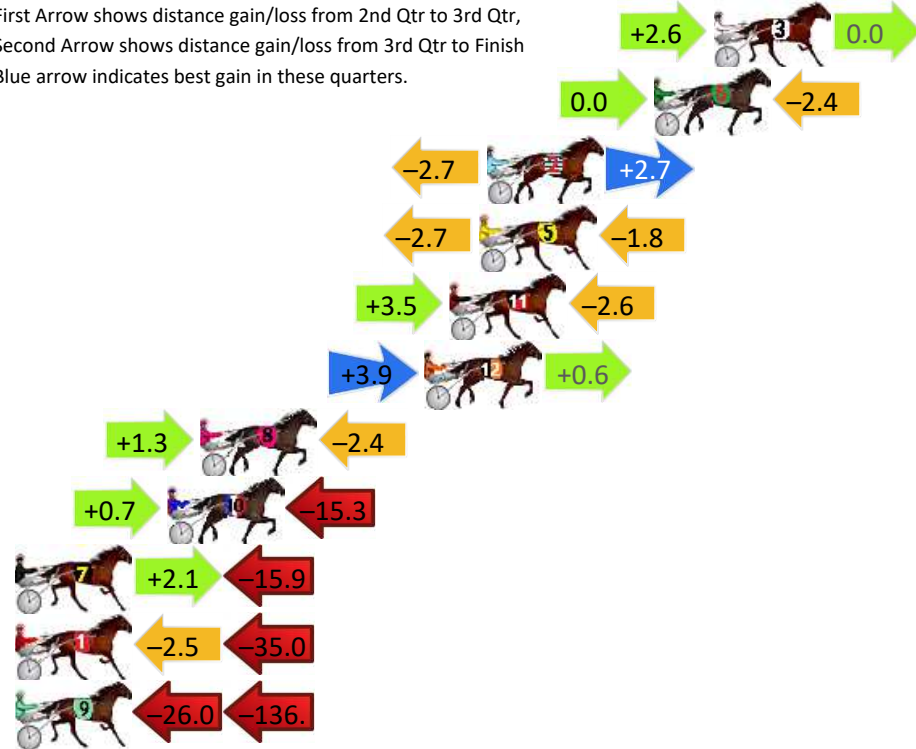 First Arrow shows distance gain/loss from 2nd Qtr to 3rd Qtr,
Second Arrow shows distance gain/loss from 3rd Qtr to Finish
Blue arrow indicates best gain in these quarters.
+2.6 3 0.0
0.0 6 –2.4
–2.7 +2.7
–2.7 5 –1.8
+3.5 11 –2.6
+3.9 12 +0.6
+1.3 8 –2.4
+0.7 10 –15.3
7 +2.1 –15.9
1 –2.5 –35.0
9 –26.0 –136.